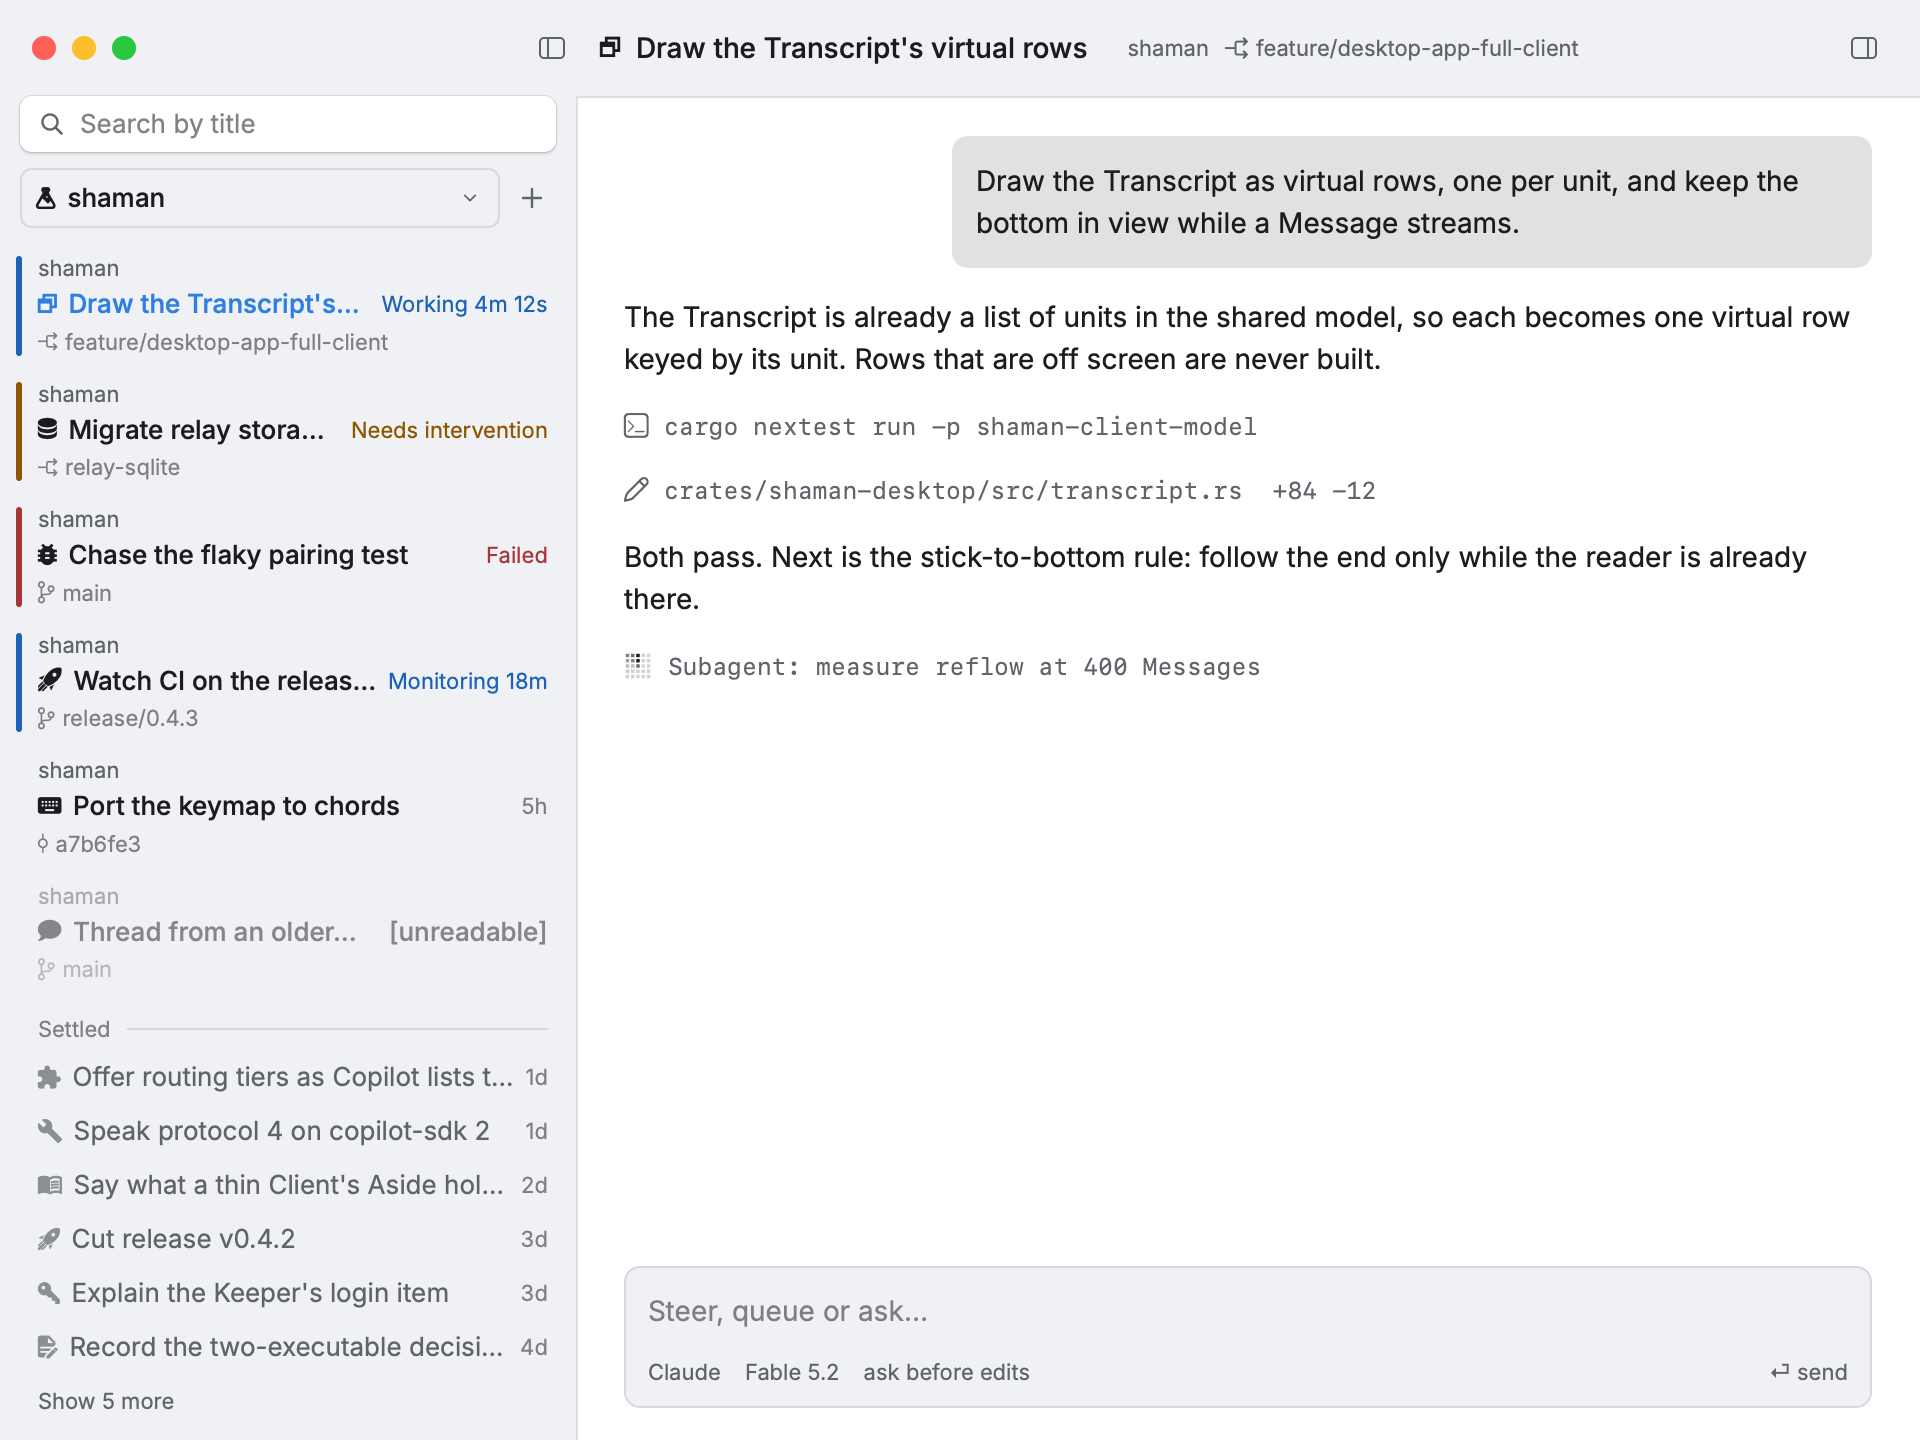 Draw the Transcript's virtual rows
shaman feature/desktop-app-full-client
Search by title
shaman
shaman
Draw the Transcript's... Working 4m 12s
feature/desktop-app-full-client
shaman
Migrate relay stora... Needs intervention
relay-sqlite
shaman
Chase the flaky pairing test Failed
main
shaman
Watch CI on the releas... Monitoring 18m
release/0.4.3
shaman
Port the keymap to chords 5h
a7b6fe3
shaman
Thread from an older... [unreadable]
main
Settled
Offer routing tiers as Copilot lists t... 1d
Speak protocol 4 on copilot-sdk 2 1d
Say what a thin Client's Aside hol... 2d
Cut release v0.4.2 3d
Explain the Keeper's login item 3d
Record the two-executable decisi... 4d
Show 5 more
Draw the Transcript as virtual rows, one per unit, and keep the
bottom in view while a Message streams.
The Transcript is already a list of units in the shared model, so each becomes one virtual row
keyed by its unit. Rows that are off screen are never built.
cargo nextest run -p shaman-client-model
crates/shaman-desktop/src/transcript.rs +84 −12
Both pass. Next is the stick-to-bottom rule: follow the end only while the reader is already
there.
Subagent: measure reflow at 400 Messages
Steer, queue or ask...
Claude Fable 5.2 ask before edits send